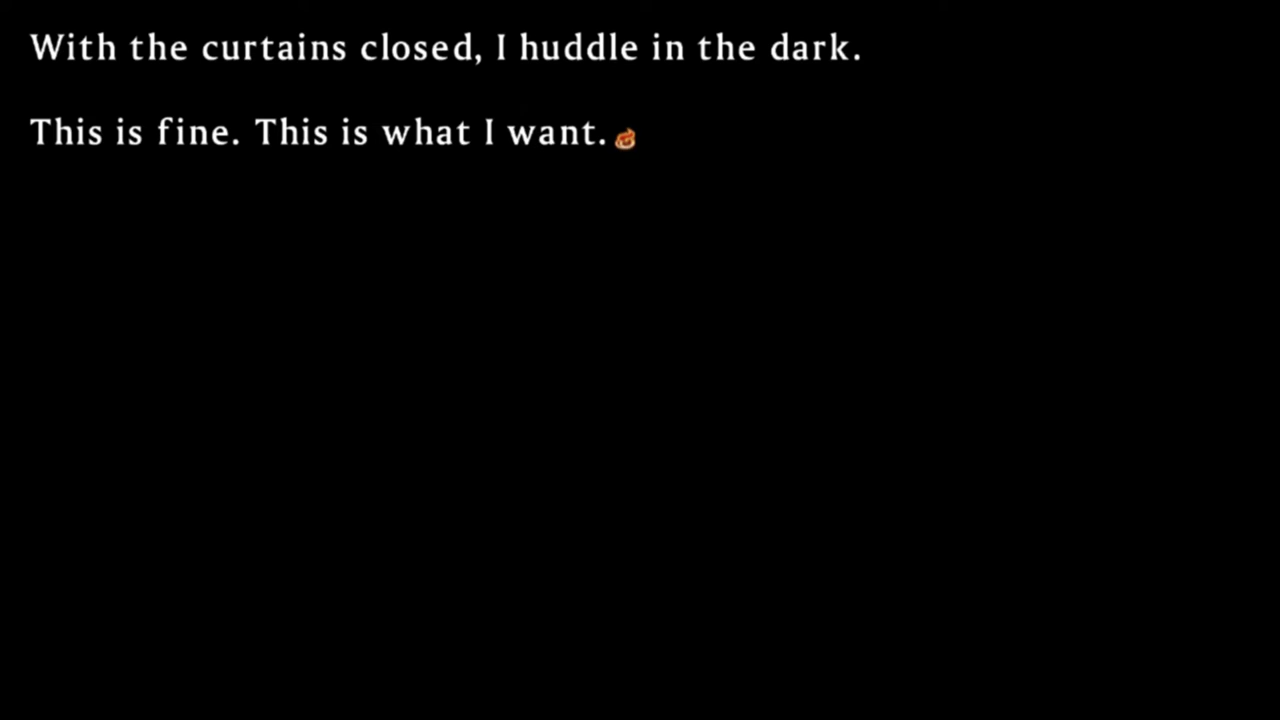 With the curtains closed, I huddle in the dark.
This is fine. This is what I want.